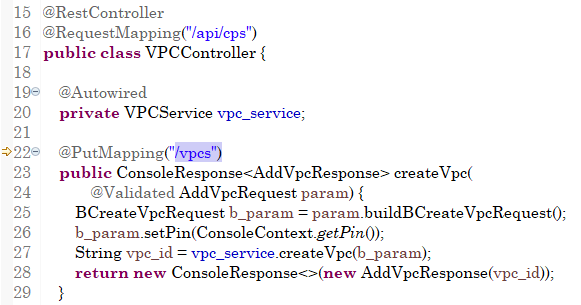 15 @RestController
16 @RequestMapping("/api/cps")
17 public class VPCController {
18
19 @Autowired
20 private VPCService vpc_service;
21
22 @PutMapping("/vpcs")
23 public ConsoleResponse<AddVpcResponse> createVpc(
24 @Validated AddVpcRequest param) {
25 BCreateVpcRequest b_param = param.buildBCreateVpcRequest();
26 b_param.setPin(ConsoleContext.getPin());
27 String vpc_id = vpc_service.createVpc(b_param);
28 return new ConsoleResponse<>(new AddVpcResponse(vpc_id));
29 }